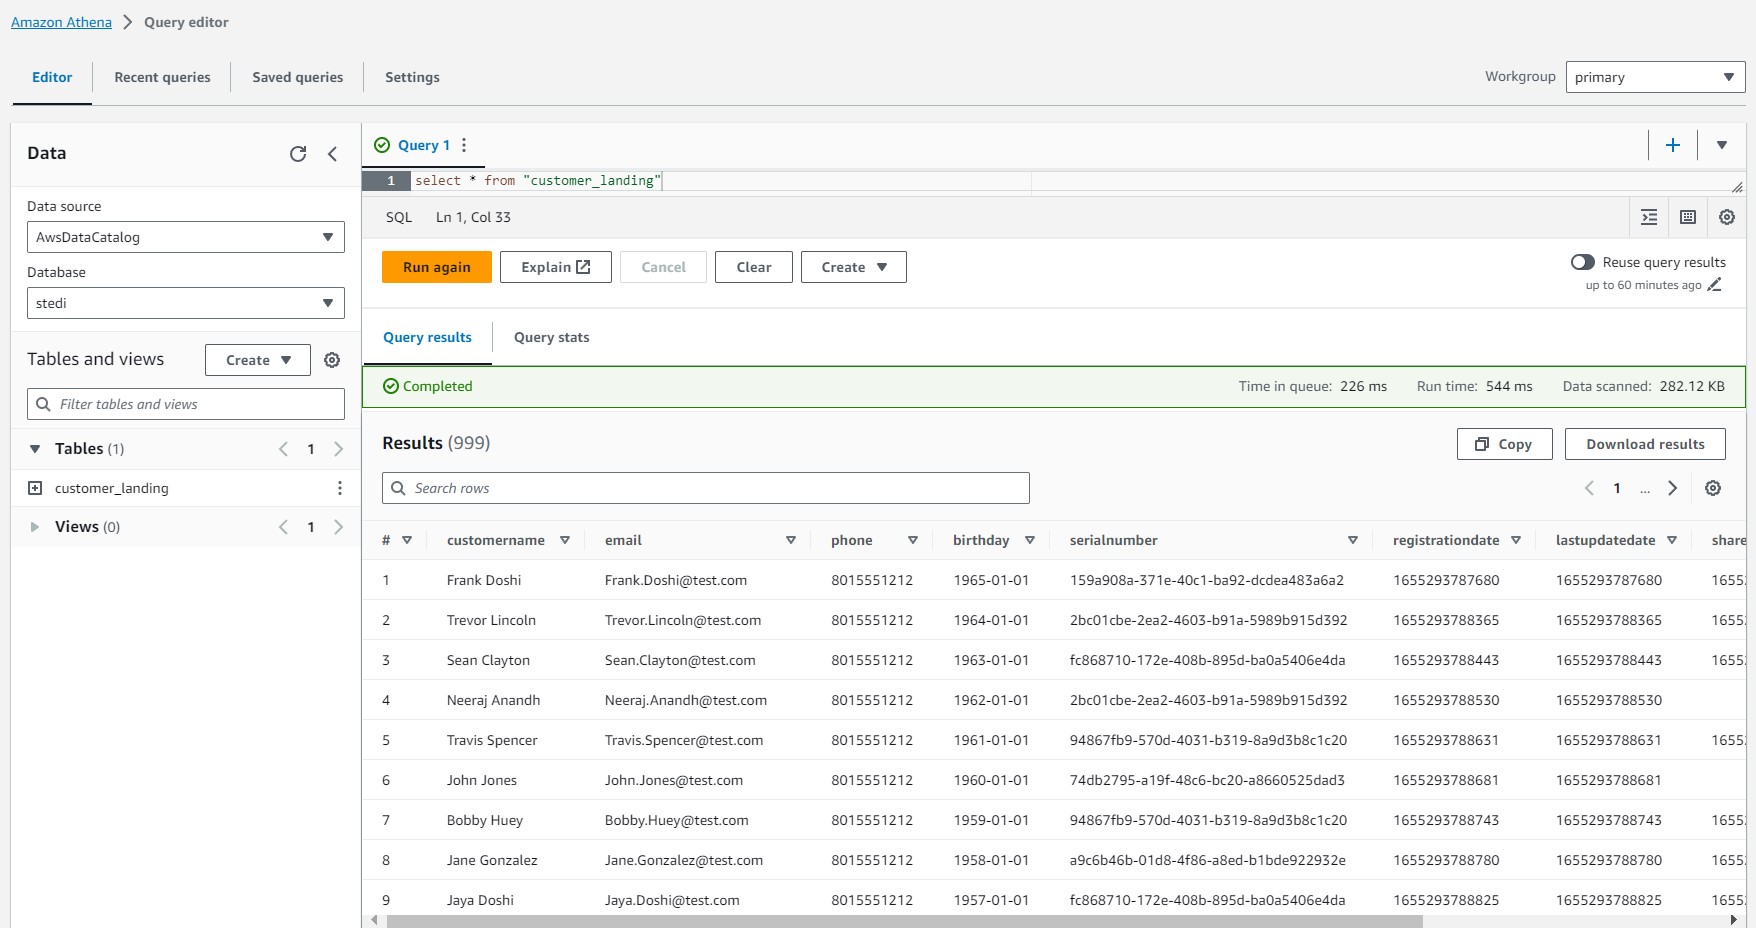 Amazon Athena > Query editor
Editor Recent queries Saved queries Settings Workgroup primary
Data
Data source
AwsDataCatalog
Database
stedi
Tables and views Create
Filter tables and views
Tables (1) 1
customer_landing
Views (0) 1
Query 1
1 select * from "customer_landing"
SQL Ln 1, Col 33
Run again Explain Cancel Clear Create
Reuse query results
up to 60 minutes ago
Query results Query stats
Completed Time in queue: 226 ms Run time: 544 ms Data scanned: 282.12 KB
Results (999) Copy Download results
Search rows 1 ...
# customername email phone birthday serialnumber registrationdate lastupdatedate share
1 Frank Doshi Frank.Doshi@test.com 8015551212 1965-01-01 159a908a-371e-40c1-ba92-dcdea483a6a2 1655293787680 1655293787680 1655
2 Trevor Lincoln Trevor.Lincoln@test.com 8015551212 1964-01-01 2bc01cbe-2ea2-4603-b91a-5989b915d392 1655293788365 1655293788365 1655
3 Sean Clayton Sean.Clayton@test.com 8015551212 1963-01-01 fc868710-172e-408b-895d-ba0a5406e4da 1655293788443 1655293788443 1655
4 Neeraj Anandh Neeraj.Anandh@test.com 8015551212 1962-01-01 2bc01cbe-2ea2-4603-b91a-5989b915d392 1655293788530 1655293788530
5 Travis Spencer Travis.Spencer@test.com 8015551212 1961-01-01 94867fb9-570d-4031-b319-8a9d3b8c1c20 1655293788631 1655293788631 1655
6 John Jones John.Jones@test.com 8015551212 1960-01-01 74db2795-a19f-48c6-bc20-a8660525dad3 1655293788681 1655293788681
7 Bobby Huey Bobby.Huey@test.com 8015551212 1959-01-01 94867fb9-570d-4031-b319-8a9d3b8c1c20 1655293788743 1655293788743 1655
8 Jane Gonzalez Jane.Gonzalez@test.com 8015551212 1958-01-01 a9c6b46b-01d8-4f86-a8ed-b1bde922932e 1655293788780 1655293788780 1655
9 Jaya Doshi Jaya.Doshi@test.com 8015551212 1957-01-01 fc868710-172e-408b-895d-ba0a5406e4da 1655293788825 1655293788825 1655